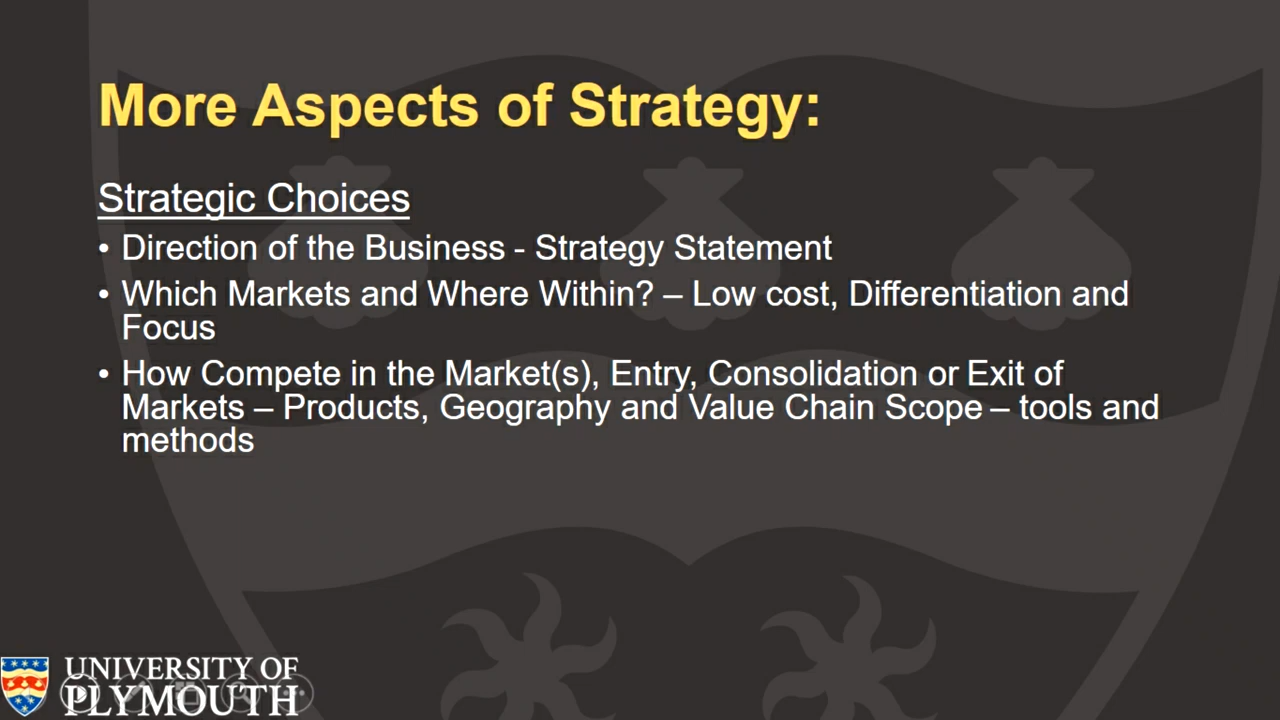 More Aspects of Strategy:
Strategic Choices
• Direction of the Business - Strategy Statement
• Which Markets and Where Within? – Low cost, Differentiation and
Focus
• How Compete in the Market(s), Entry, Consolidation or Exit of
Markets – Products, Geography and Value Chain Scope – tools and
methods
UNIVERSITY OF
PLYMOUTH